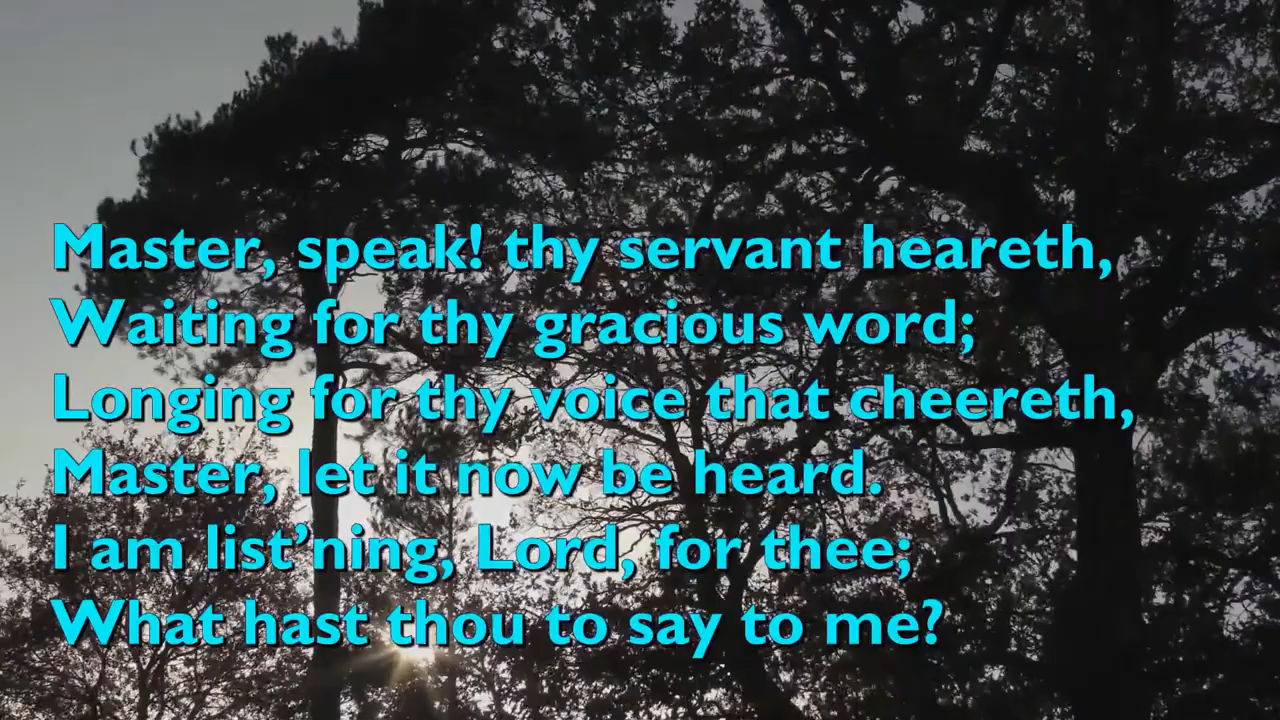 Master, speak! thy servant heareth,
Waiting for thy gracious word;
Longing for thy voice that cheereth,
Master, let it now be heard.
I am list’ning, Lord, for thee;
What hast thou to say to me?